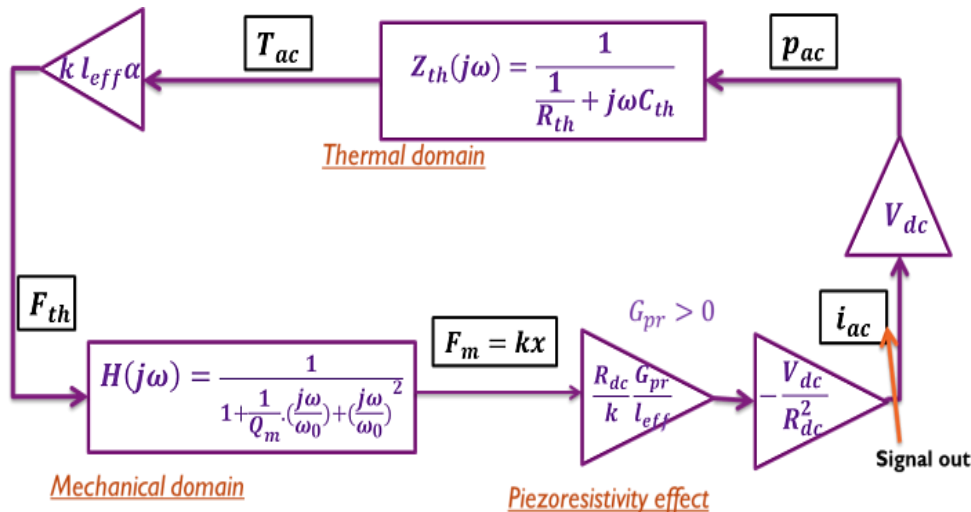 T_ac
Z_th(jω) = 1 / (1/R_th + jωC_th)
p_ac
k l_eff α
Thermal domain
V_dc
F_th
G_pr > 0
i_ac
F_m = kx
H(jω) = 1 / (1+1/Q_m.(jω/ω_0)+(jω/ω_0)^2)
R_dc/k G_pr/l_eff
-V_dc/R_dc^2
Signal out
Mechanical domain
Piezoresistivity effect